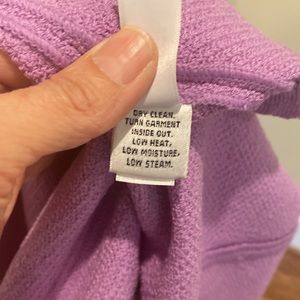 DRY CLEAN.
TURN GARMENT
INSIDE OUT.
LOW HEAT,
LOW MOISTURE,
LOW STEAM.